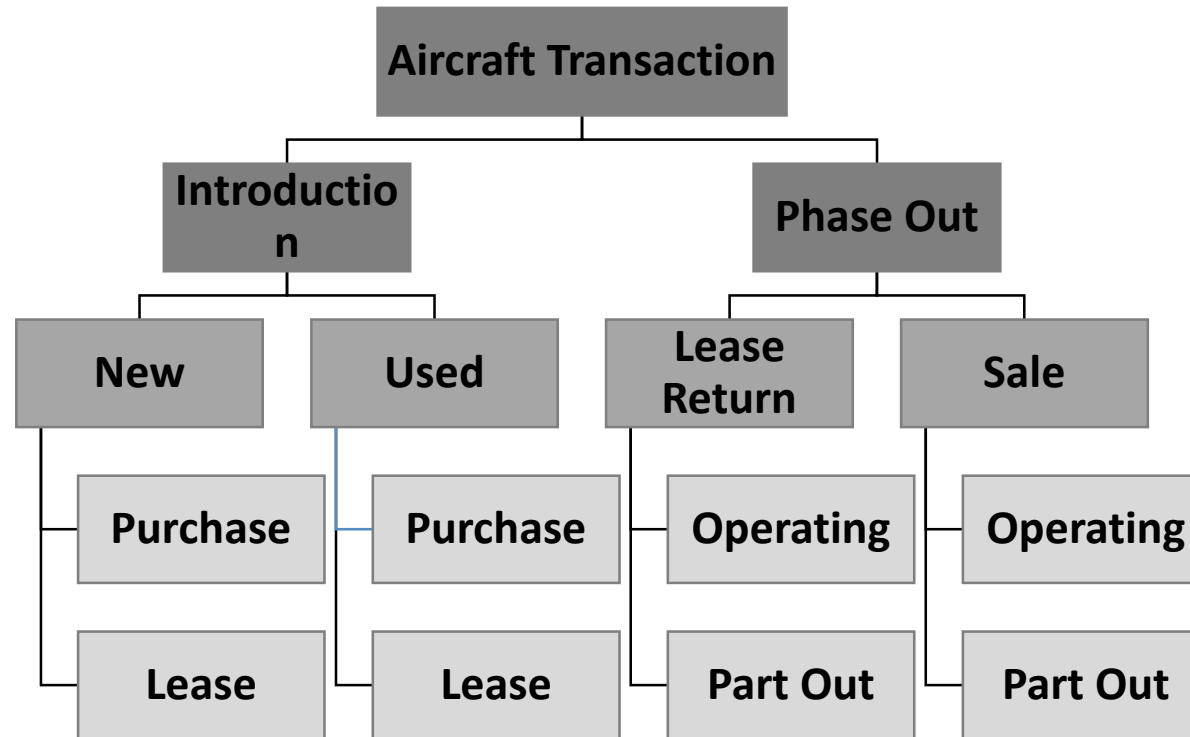 Aircraft Transaction
Introductio
n
Phase Out
New
Used
Lease
Return
Sale
Purchase
Purchase
Operating
Operating
Lease
Lease
Part Out
Part Out